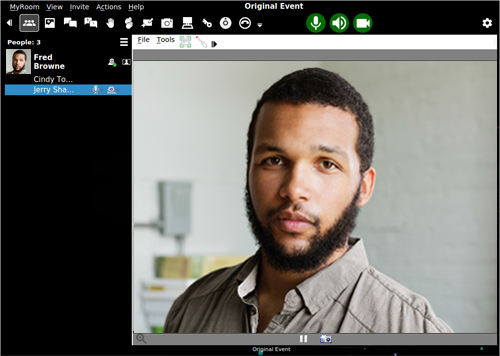 Original Event
MyRoom View Invite Actions Help
People: 3
File Tools
Fred
Browne
Cindy To...
Jerry Sha...
Original Event